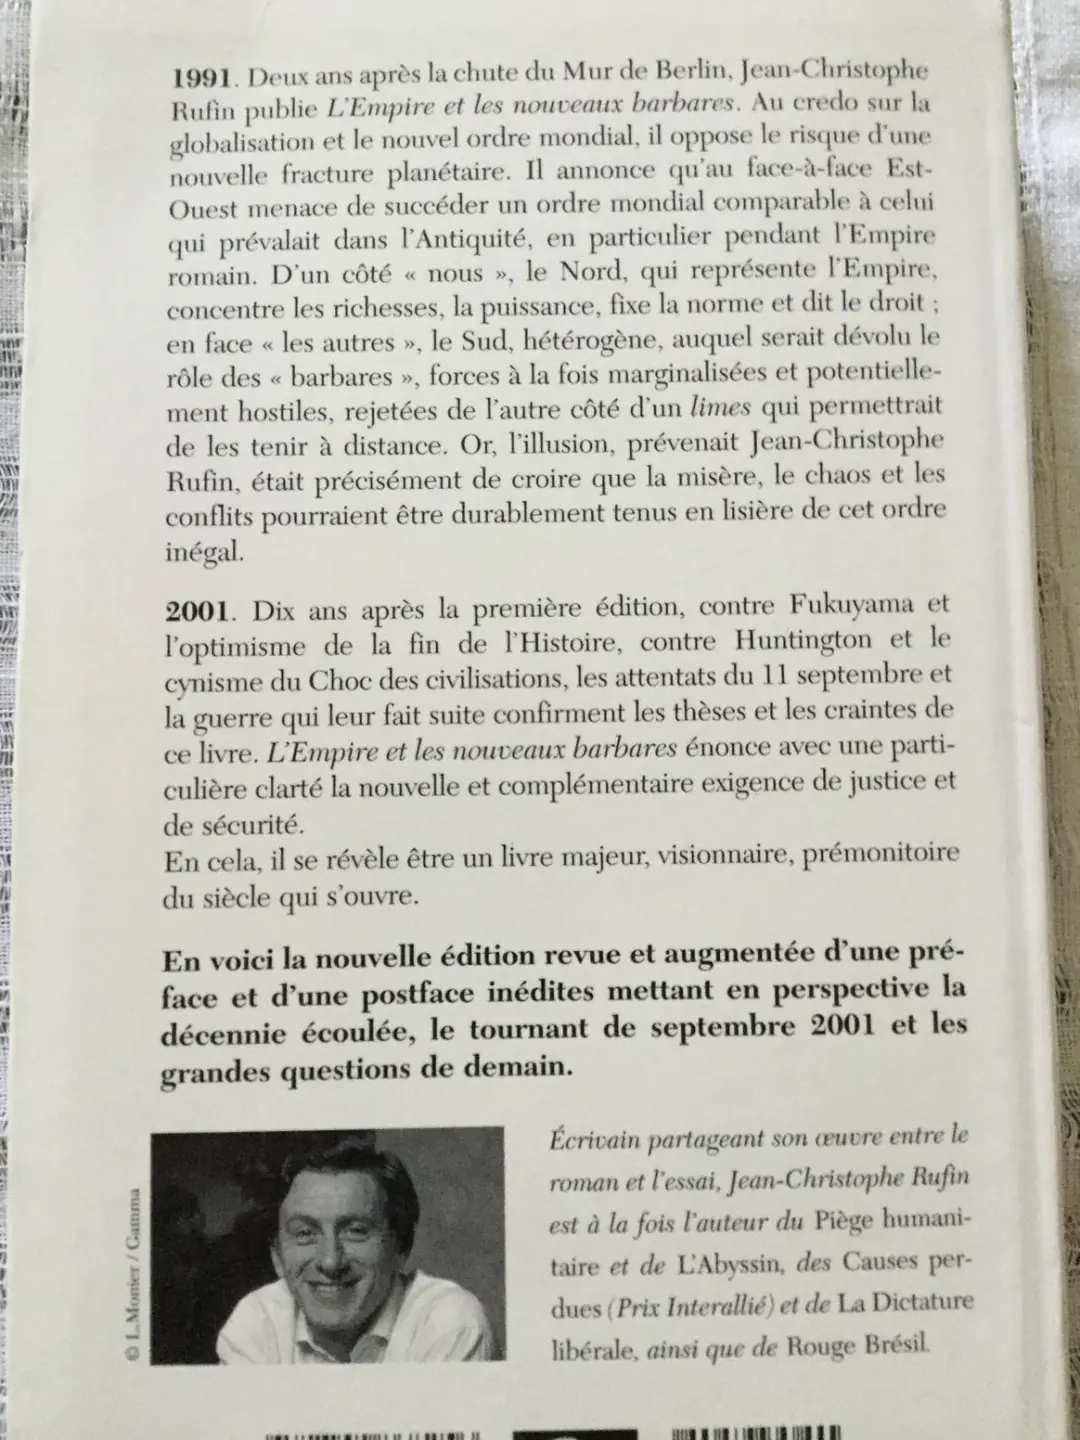 1991. Deux ans après la chute du Mur de Berlin, Jean-Christophe
Rufin publie L'Empire et les nouveaux barbares. Au credo sur la
globalisation et le nouvel ordre mondial, il oppose le risque d'une
nouvelle fracture planétaire. Il annonce qu'au face-à-face Est-
Ouest menace de succéder un ordre mondial comparable à celui
qui prévalait dans l'Antiquité, en particulier pendant l'Empire
romain. D'un côté « nous », le Nord, qui représente l'Empire,
concentre les richesses, la puissance, fixe la norme et dit le droit ;
en face « les autres », le Sud, hétérogène, auquel serait dévolu le
rôle des « barbares », forces à la fois marginalisées et potentielle-
ment hostiles, rejetées de l'autre côté d'un limes qui permettrait
de les tenir à distance. Or, l'illusion, prévenait Jean-Christophe
Rufin, était précisément de croire que la misère, le chaos et les
conflits pourraient être durablement tenus en lisière de cet ordre
inégal.
2001. Dix ans après la première édition, contre Fukuyama et
l'optimisme de la fin de l'Histoire, contre Huntington et le
cynisme du Choc des civilisations, les attentats du 11 septembre et
la guerre qui leur fait suite confirment les thèses et les craintes de
ce livre. L'Empire et les nouveaux barbares énonce avec une parti-
culière clarté la nouvelle et complémentaire exigence de justice et
de sécurité.
En cela, il se révèle être un livre majeur, visionnaire, prémonitoire
du siècle qui s'ouvre.
En voici la nouvelle édition revue et augmentée d'une pré-
face et d'une postface inédites mettant en perspective la
décennie écoulée, le tournant de septembre 2001 et les
grandes questions de demain.
© L.Monier / Gamma
Écrivain partageant son œuvre entre le
roman et l'essai, Jean-Christophe Rufin
est à la fois l'auteur du Piège humani-
taire et de L'Abyssin, des Causes per-
dues (Prix Interallié) et de La Dictature
libérale, ainsi que de Rouge Brésil.